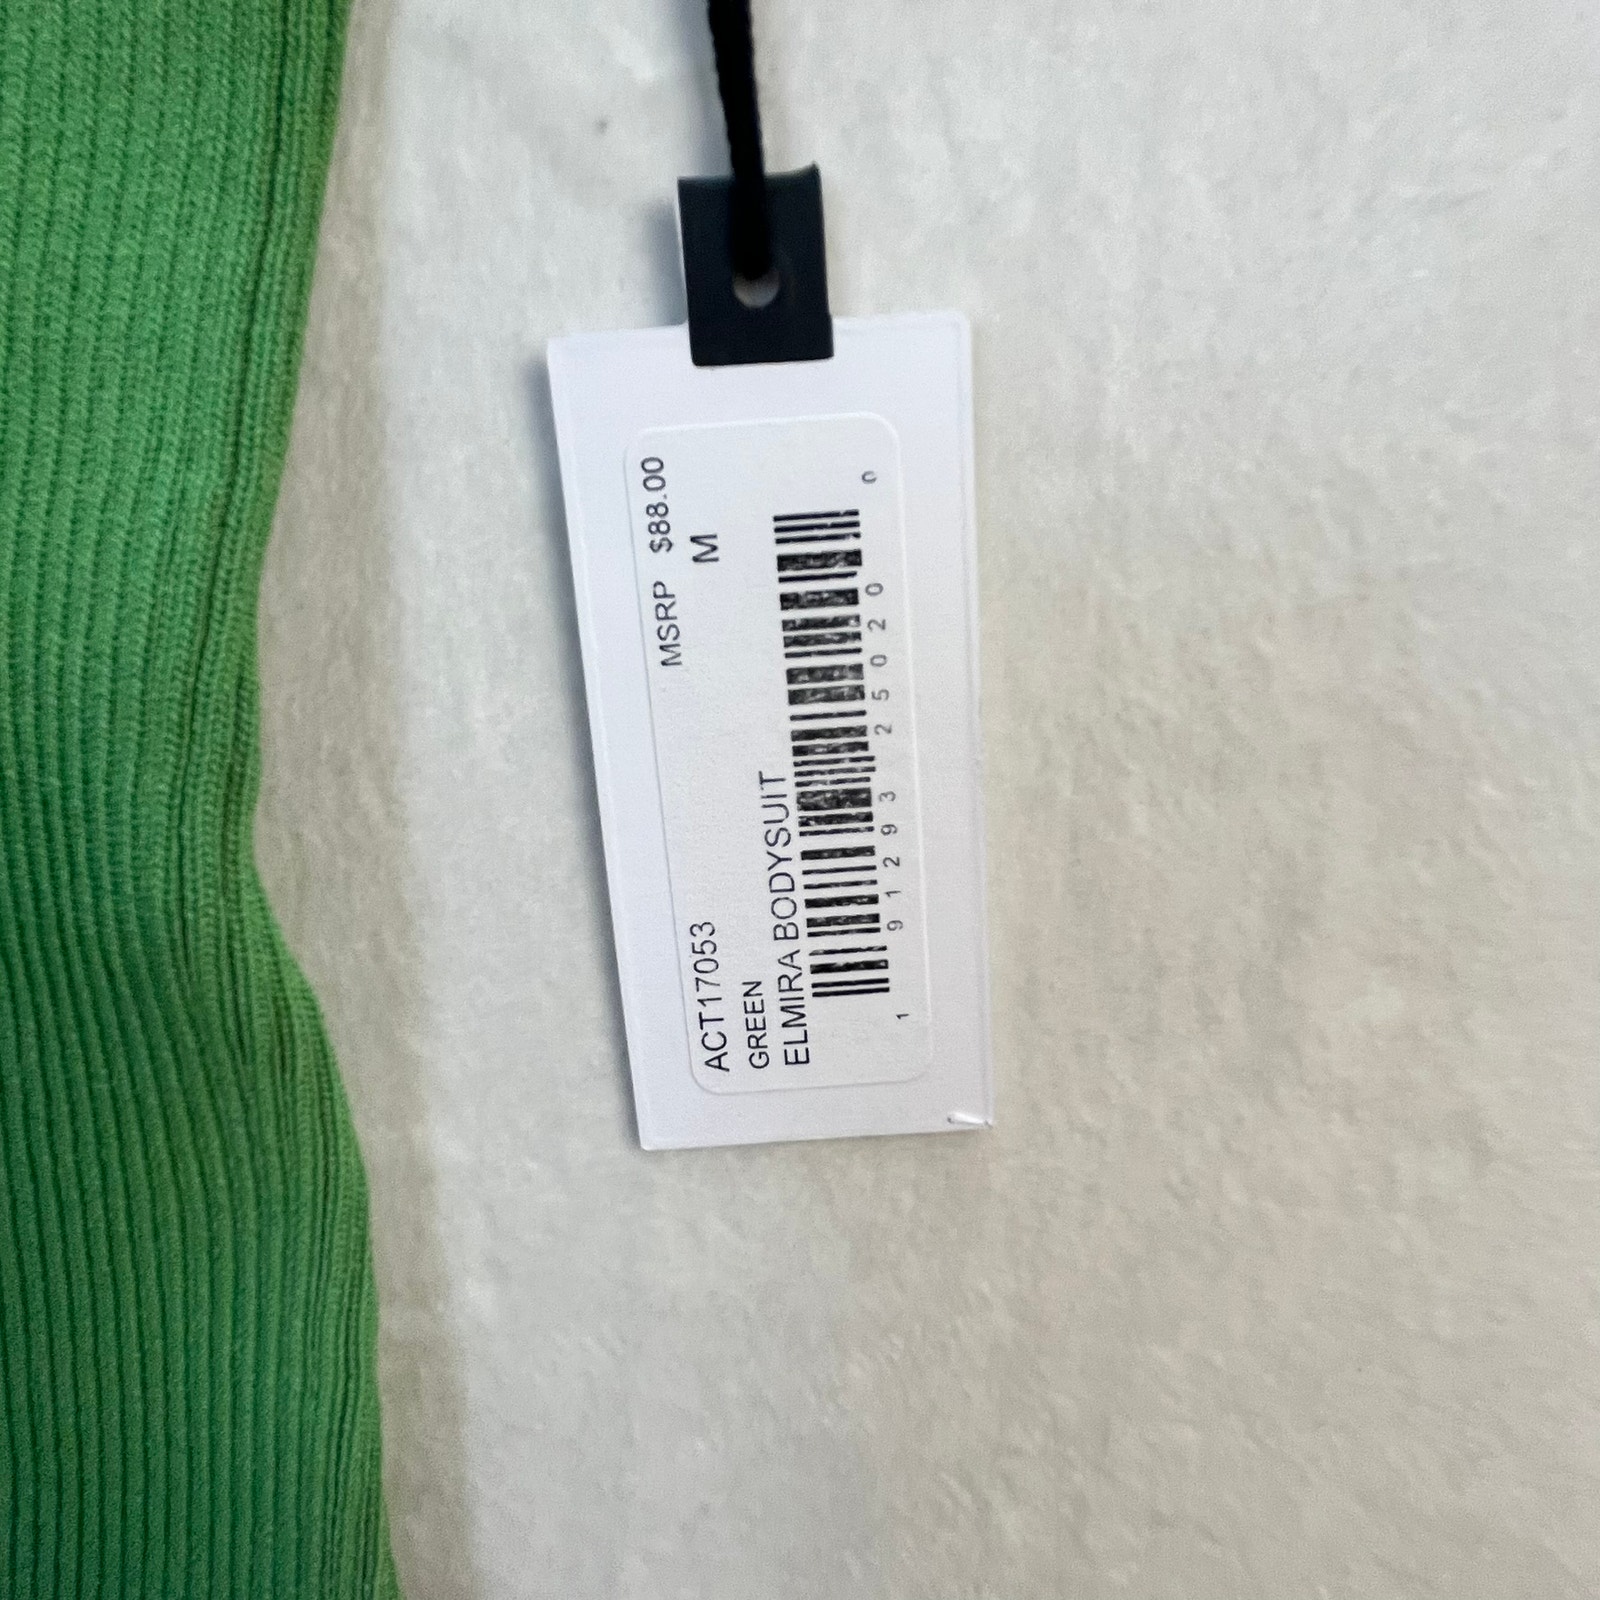 MSRP $88.00
ACT17053 M
GREEN
ELMIRA BODYSUIT
1 91293 25020 0